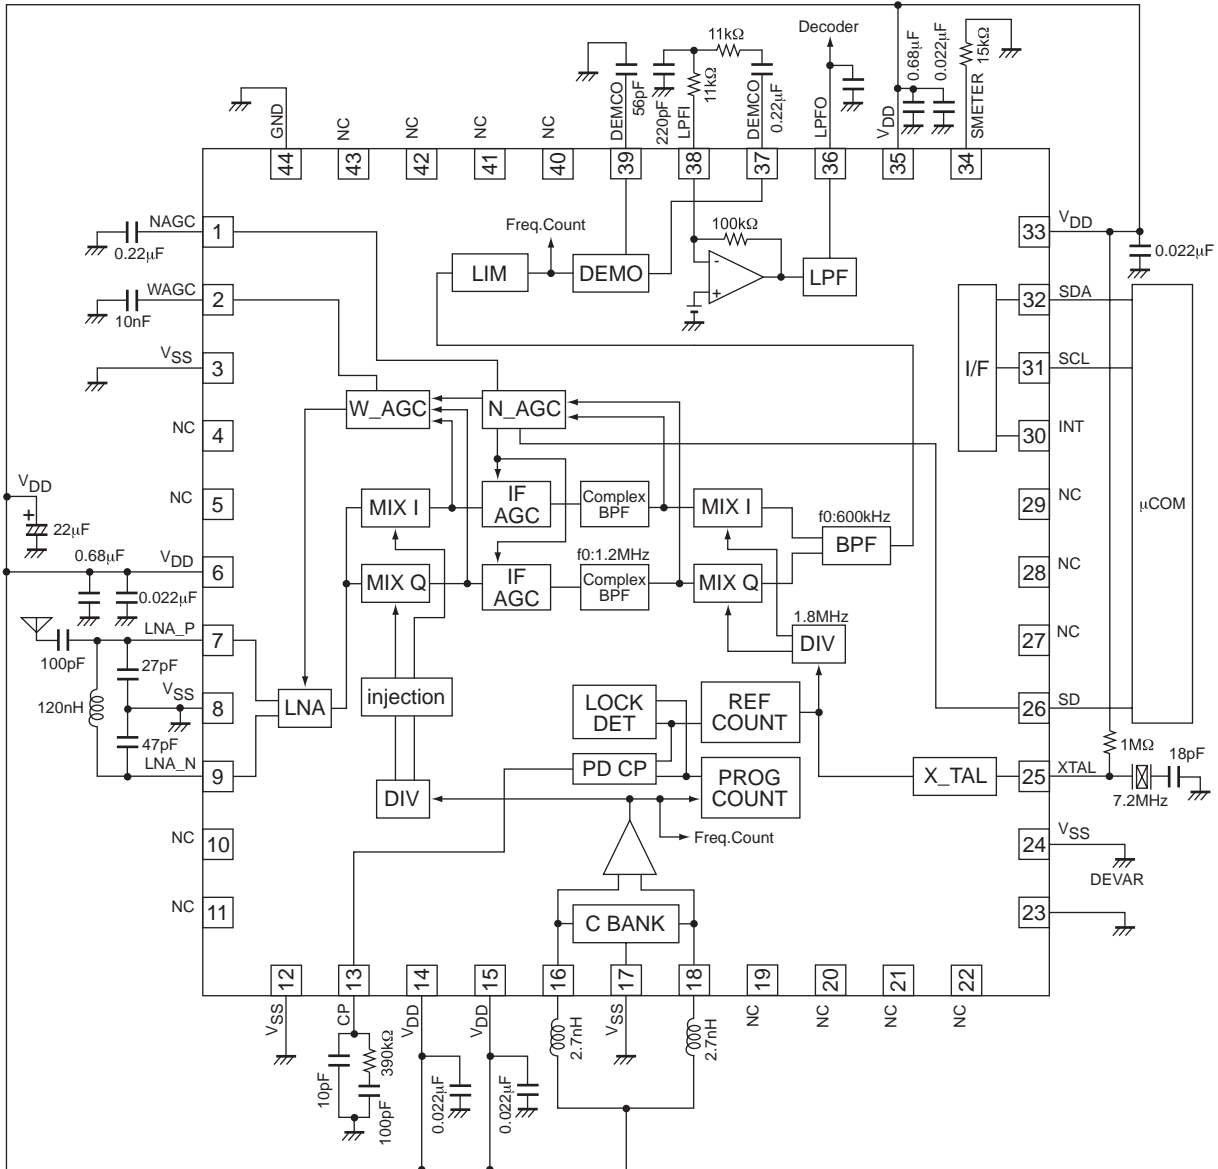 Decoder
11kΩ
11kΩ
0.68μF
0.022μF
15kΩ
GND
NC
NC
NC
NC
DEMCO
56pF
220pF
LPFI
DEMCO
0.22μF
LPFO
VDD
SMETER
44
43
42
41
40
39
38
37
36
35
34
NAGC
1
0.22μF
WAGC
2
10nF
VSS
3
NC
4
VDD
NC
5
+
22μF
0.68μF
VDD
6
0.022μF
LNA_P
7
100pF
27pF
VSS
8
120nH
47pF
LNA_N
9
NC
10
NC
11
Freq.Count
100kΩ
LIM
DEMO
-
+
LPF
W_AGC
N_AGC
MIX I
IF
AGC
Complex
BPF
MIX I
f0:600kHz
BPF
f0:1.2MHz
MIX Q
IF
AGC
Complex
BPF
MIX Q
1.8MHz
DIV
LNA
injection
LOCK
DET
REF
COUNT
PD CP
PROG
COUNT
X_TAL
DIV
Freq.Count
C BANK
33
VDD
0.022μF
32
SDA
I/F
31
SCL
30
INT
29
NC
μCOM
28
NC
27
NC
26
SD
1MΩ
18pF
25
XTAL
7.2MHz
24
VSS
DEVAR
23
12
13
14
15
16
17
18
19
20
21
22
VSS
CP
VDD
VDD
2.7nH
VSS
2.7nH
NC
NC
NC
NC
10pF
390kΩ
100pF
0.022μF
0.022μF